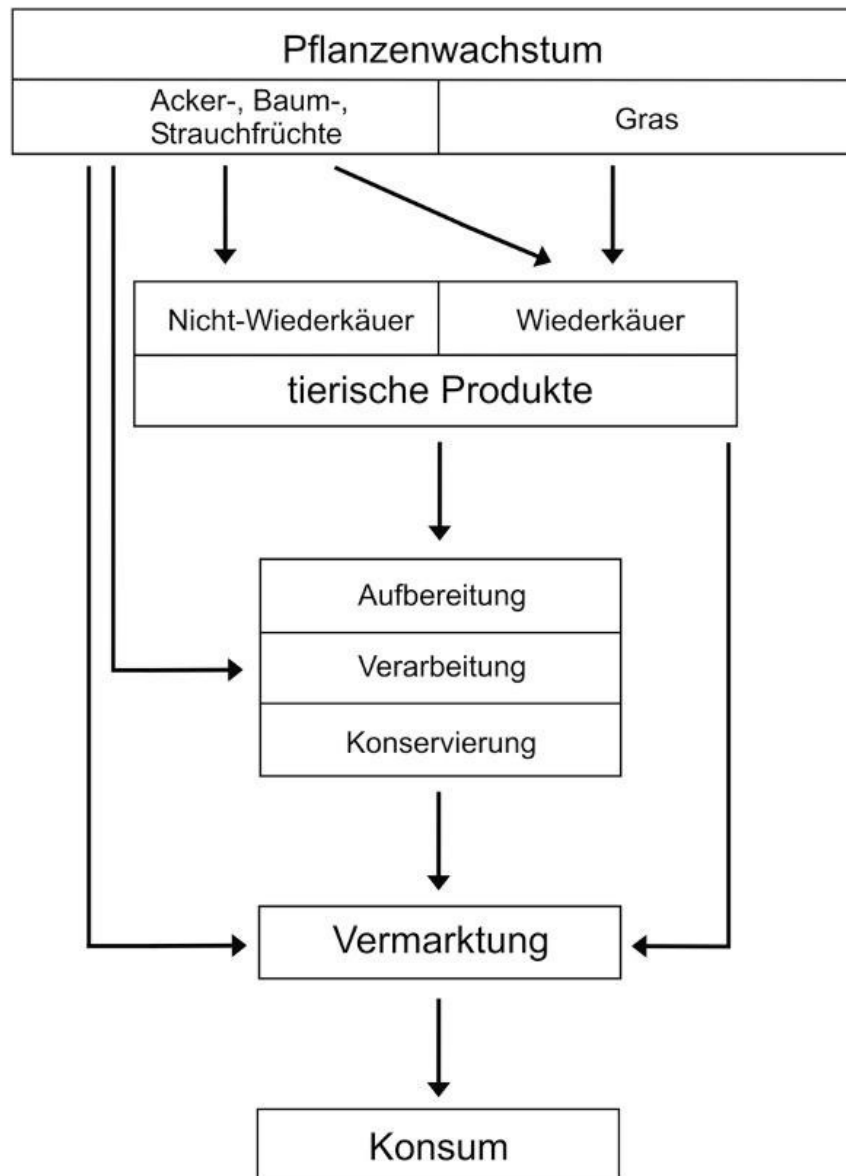 Pflanzenwachstum
Acker-, Baum-,
Strauchfrüchte
Gras
Nicht-Wiederkäuer
Wiederkäuer
tierische Produkte
Aufbereitung
Verarbeitung
Konservierung
Vermarktung
Konsum